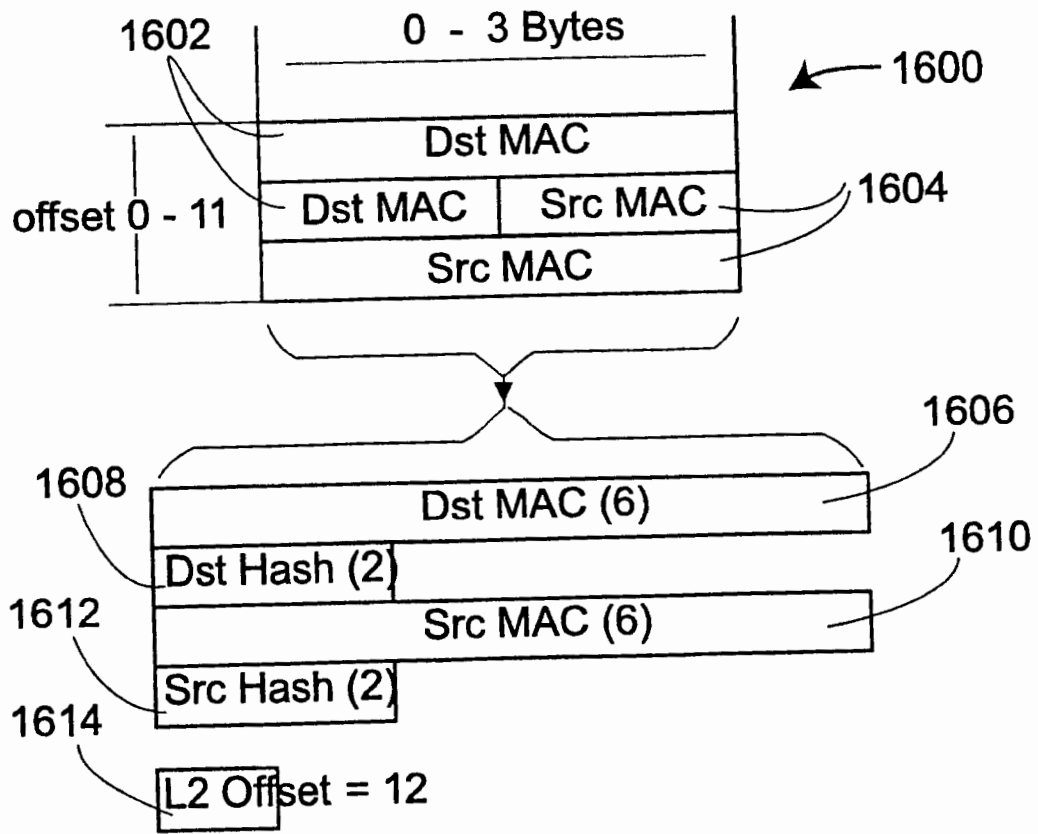 1602
0 - 3 Bytes
1600
Dst MAC
offset 0 - 11
Dst MAC
Src MAC
1604
Src MAC
1606
1608
Dst MAC (6)
1610
Dst Hash (2)
1612
Src MAC (6)
Src Hash (2)
1614
L2 Offset = 12